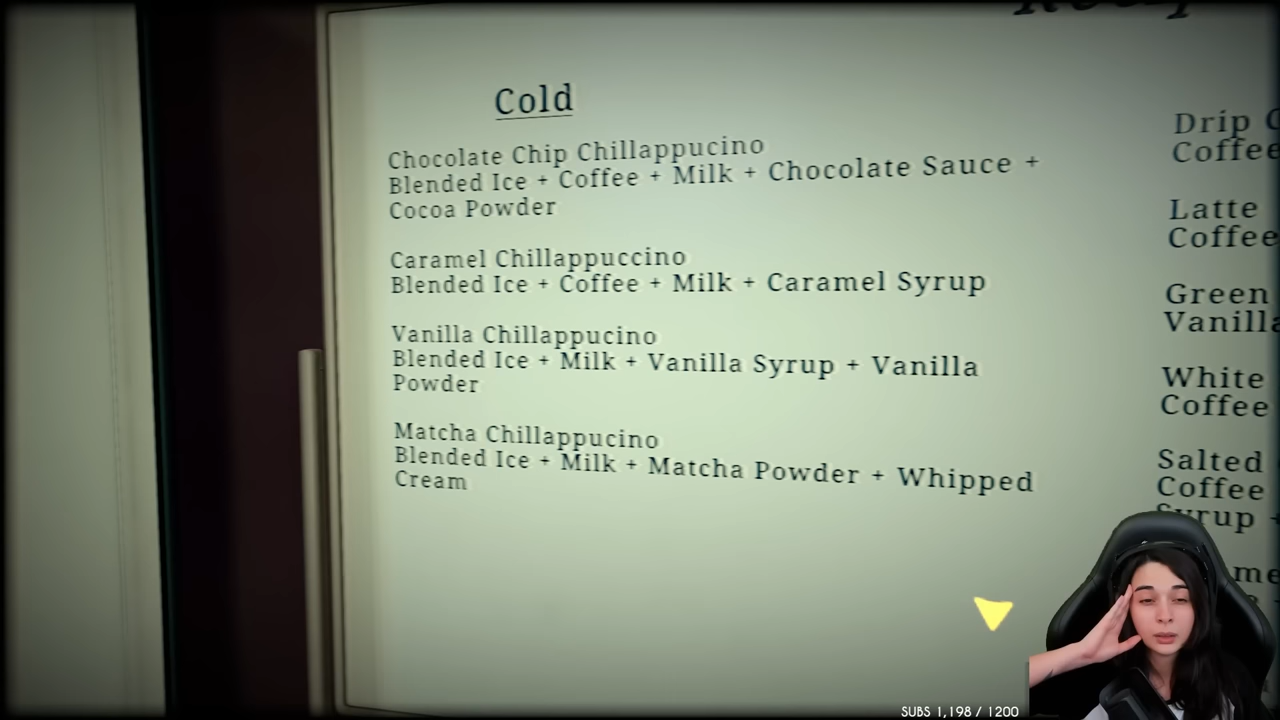 Cold
Chocolate Chip Chillappucino
Blended Ice + Coffee + Milk + Chocolate Sauce +
Cocoa Powder
Caramel Chillappuccino
Blended Ice + Coffee + Milk + Caramel Syrup
Vanilla Chillappucino
Blended Ice + Milk + Vanilla Syrup + Vanilla
Powder
Matcha Chillappucino
Blended Ice + Milk + Matcha Powder + Whipped
Cream
Drip
Coffee
Latte
Coffee
Green
Vanilla
White
Coffee
Salted
Coffee
Syrup +
SUBS 1,198 / 1200